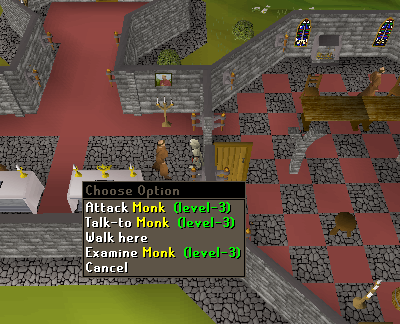 Choose Option
Attack Monk (level-3)
Talk-to Monk (level-3)
Walk here
Examine Monk (level-3)
Cancel